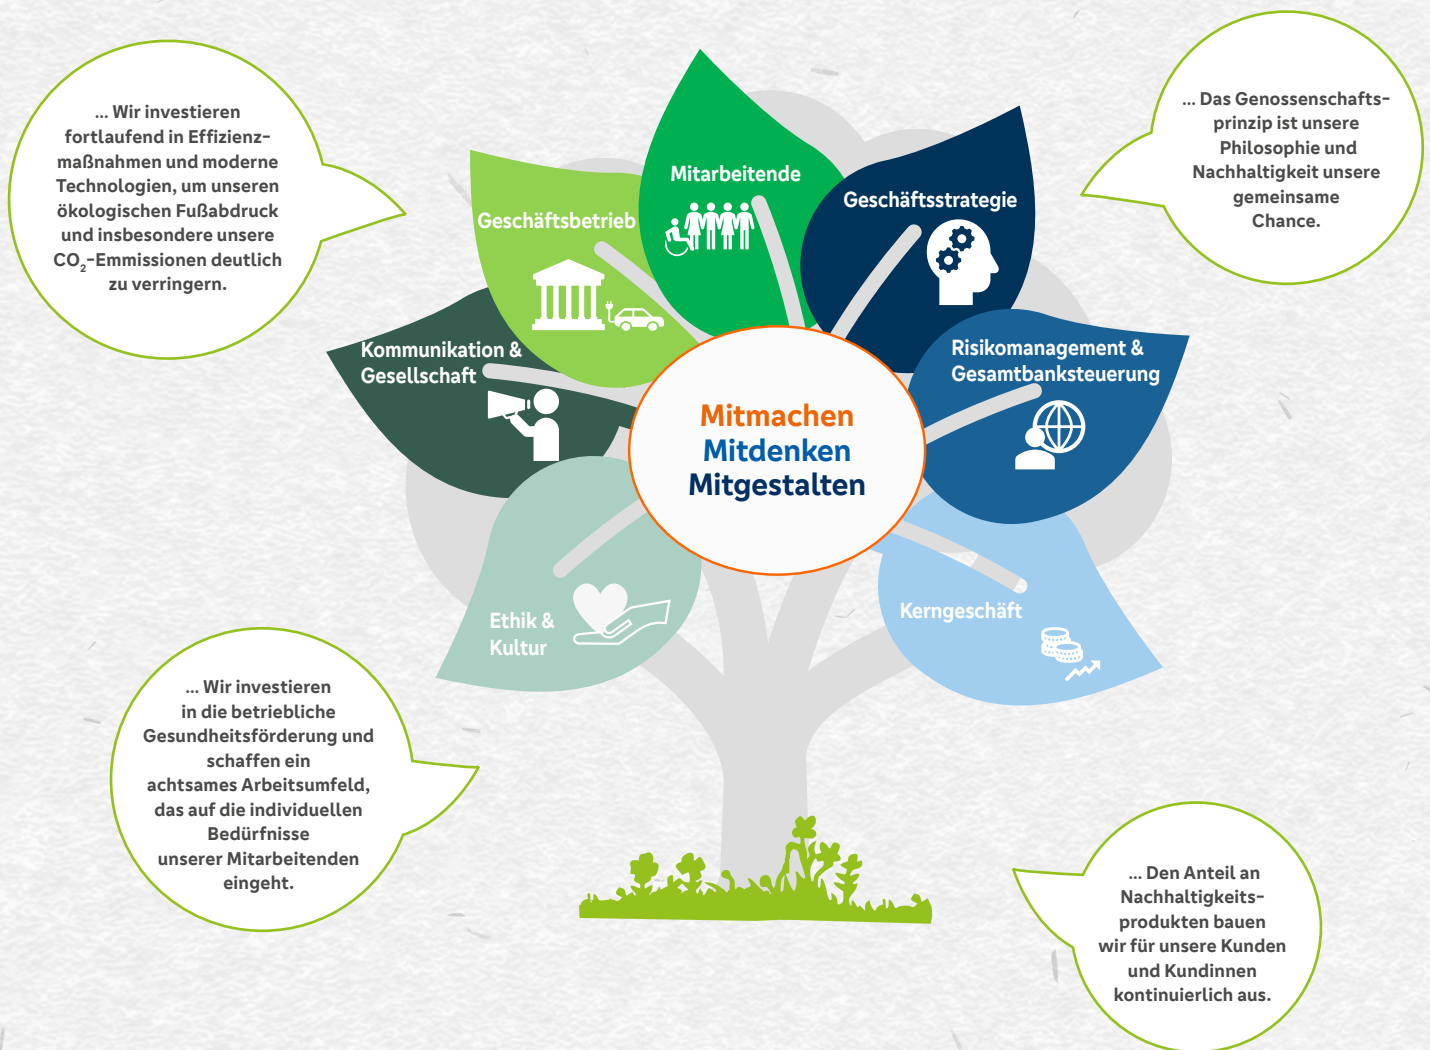 ... Wir investieren
fortlaufend in Effizienz-
maßnahmen und moderne
Technologien, um unseren
ökologischen Fußabdruck
und insbesondere unsere
CO₂-Emmissionen deutlich
zu verringern.
... Das Genossenschafts-
prinzip ist unsere
Philosophie und
Nachhaltigkeit unsere
gemeinsame
Chance.
Mitarbeitende
Geschäftsstrategie
Geschäftsbetrieb
Kommunikation &
Gesellschaft
Risikomanagement &
Gesamtbanksteuerung
Mitmachen
Mitdenken
Mitgestalten
Ethik &
Kultur
Kerngeschäft
... Wir investieren
in die betriebliche
Gesundheitsförderung und
schaffen ein
achtsames Arbeitsumfeld,
das auf die individuellen
Bedürfnisse
unserer Mitarbeitenden
eingeht.
... Den Anteil an
Nachhaltigkeits-
produkten bauen
wir für unsere Kunden
und Kundinnen
kontinuierlich aus.